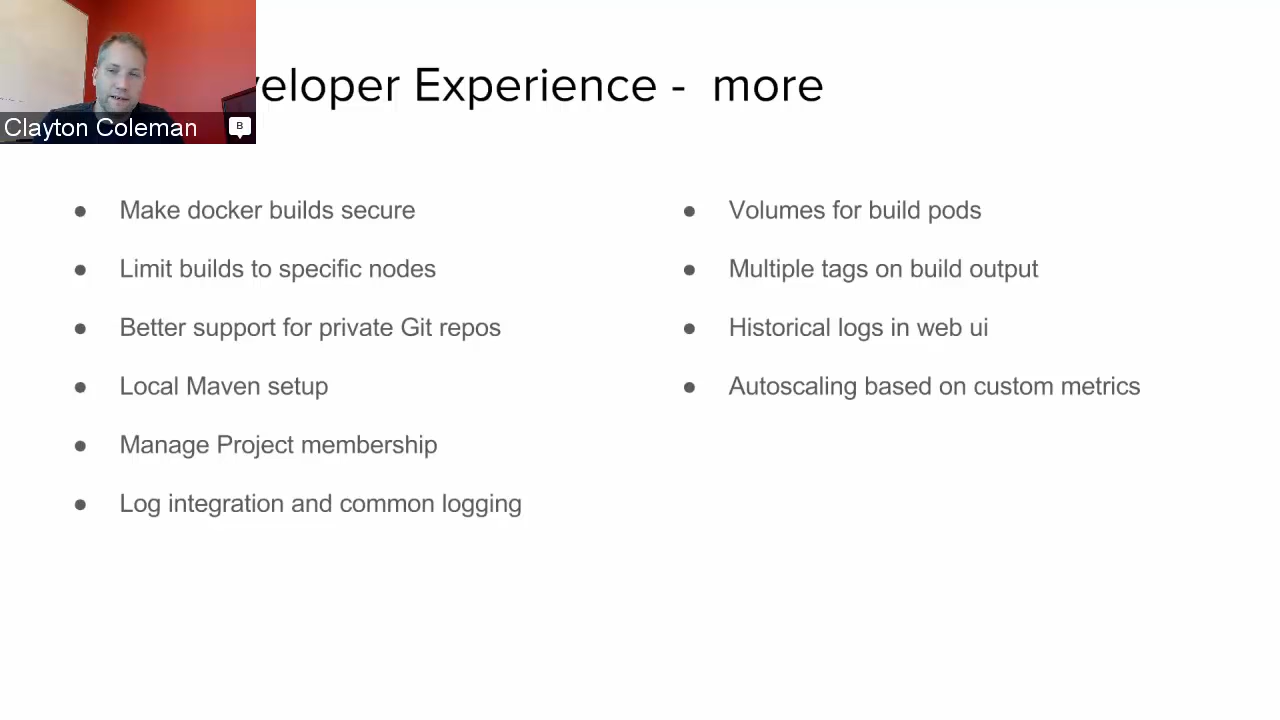 veloper Experience - more
Clayton Coleman
B
Make docker builds secure
Limit builds to specific nodes
Better support for private Git repos
Local Maven setup
Manage Project membership
Log integration and common logging
Volumes for build pods
Multiple tags on build output
Historical logs in web ui
Autoscaling based on custom metrics